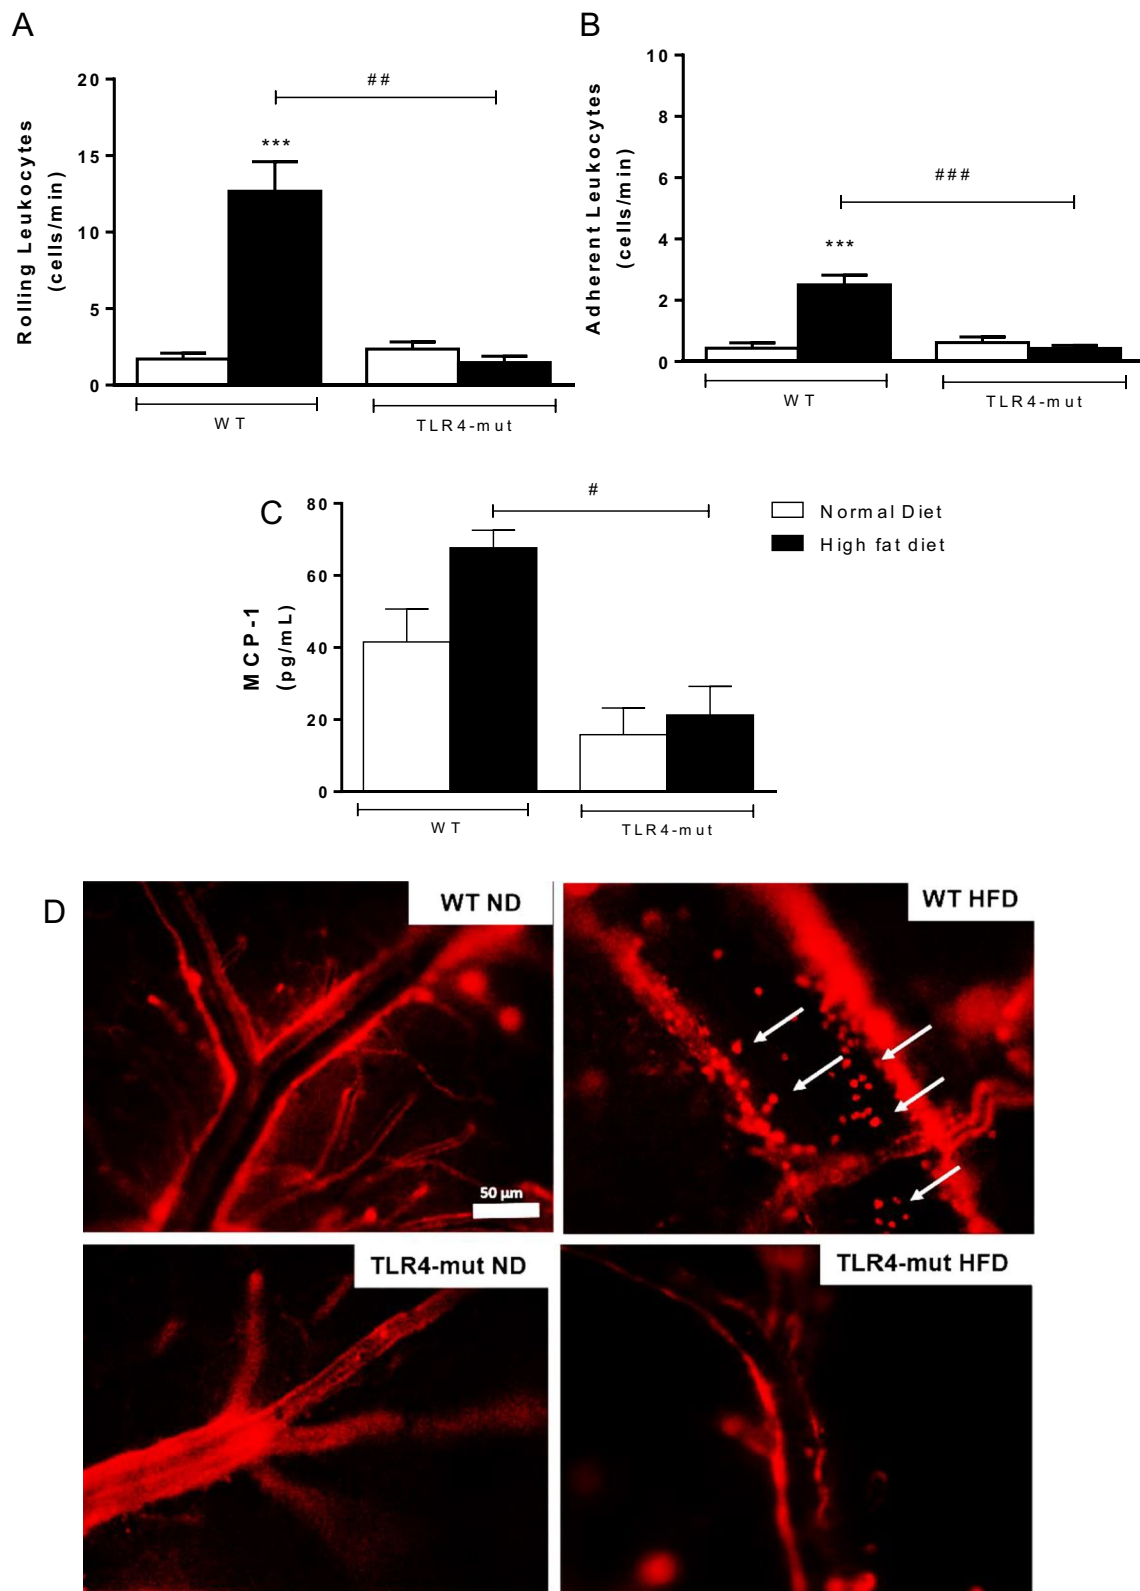 A
Rolling Leukocytes
(cells/min)
20
15
10
5
0
##
***
WT
TLR4-mut
B
Adherent Leukocytes
(cells/min)
10
8
6
4
2
0
###
***
WT
TLR4-mut
C
MCP-1
(pg/mL)
80
60
40
20
0
#
WT
TLR4-mut
Normal Diet
High fat diet
D
WT ND
50 µm
WT HFD
TLR4-mut ND
TLR4-mut HFD